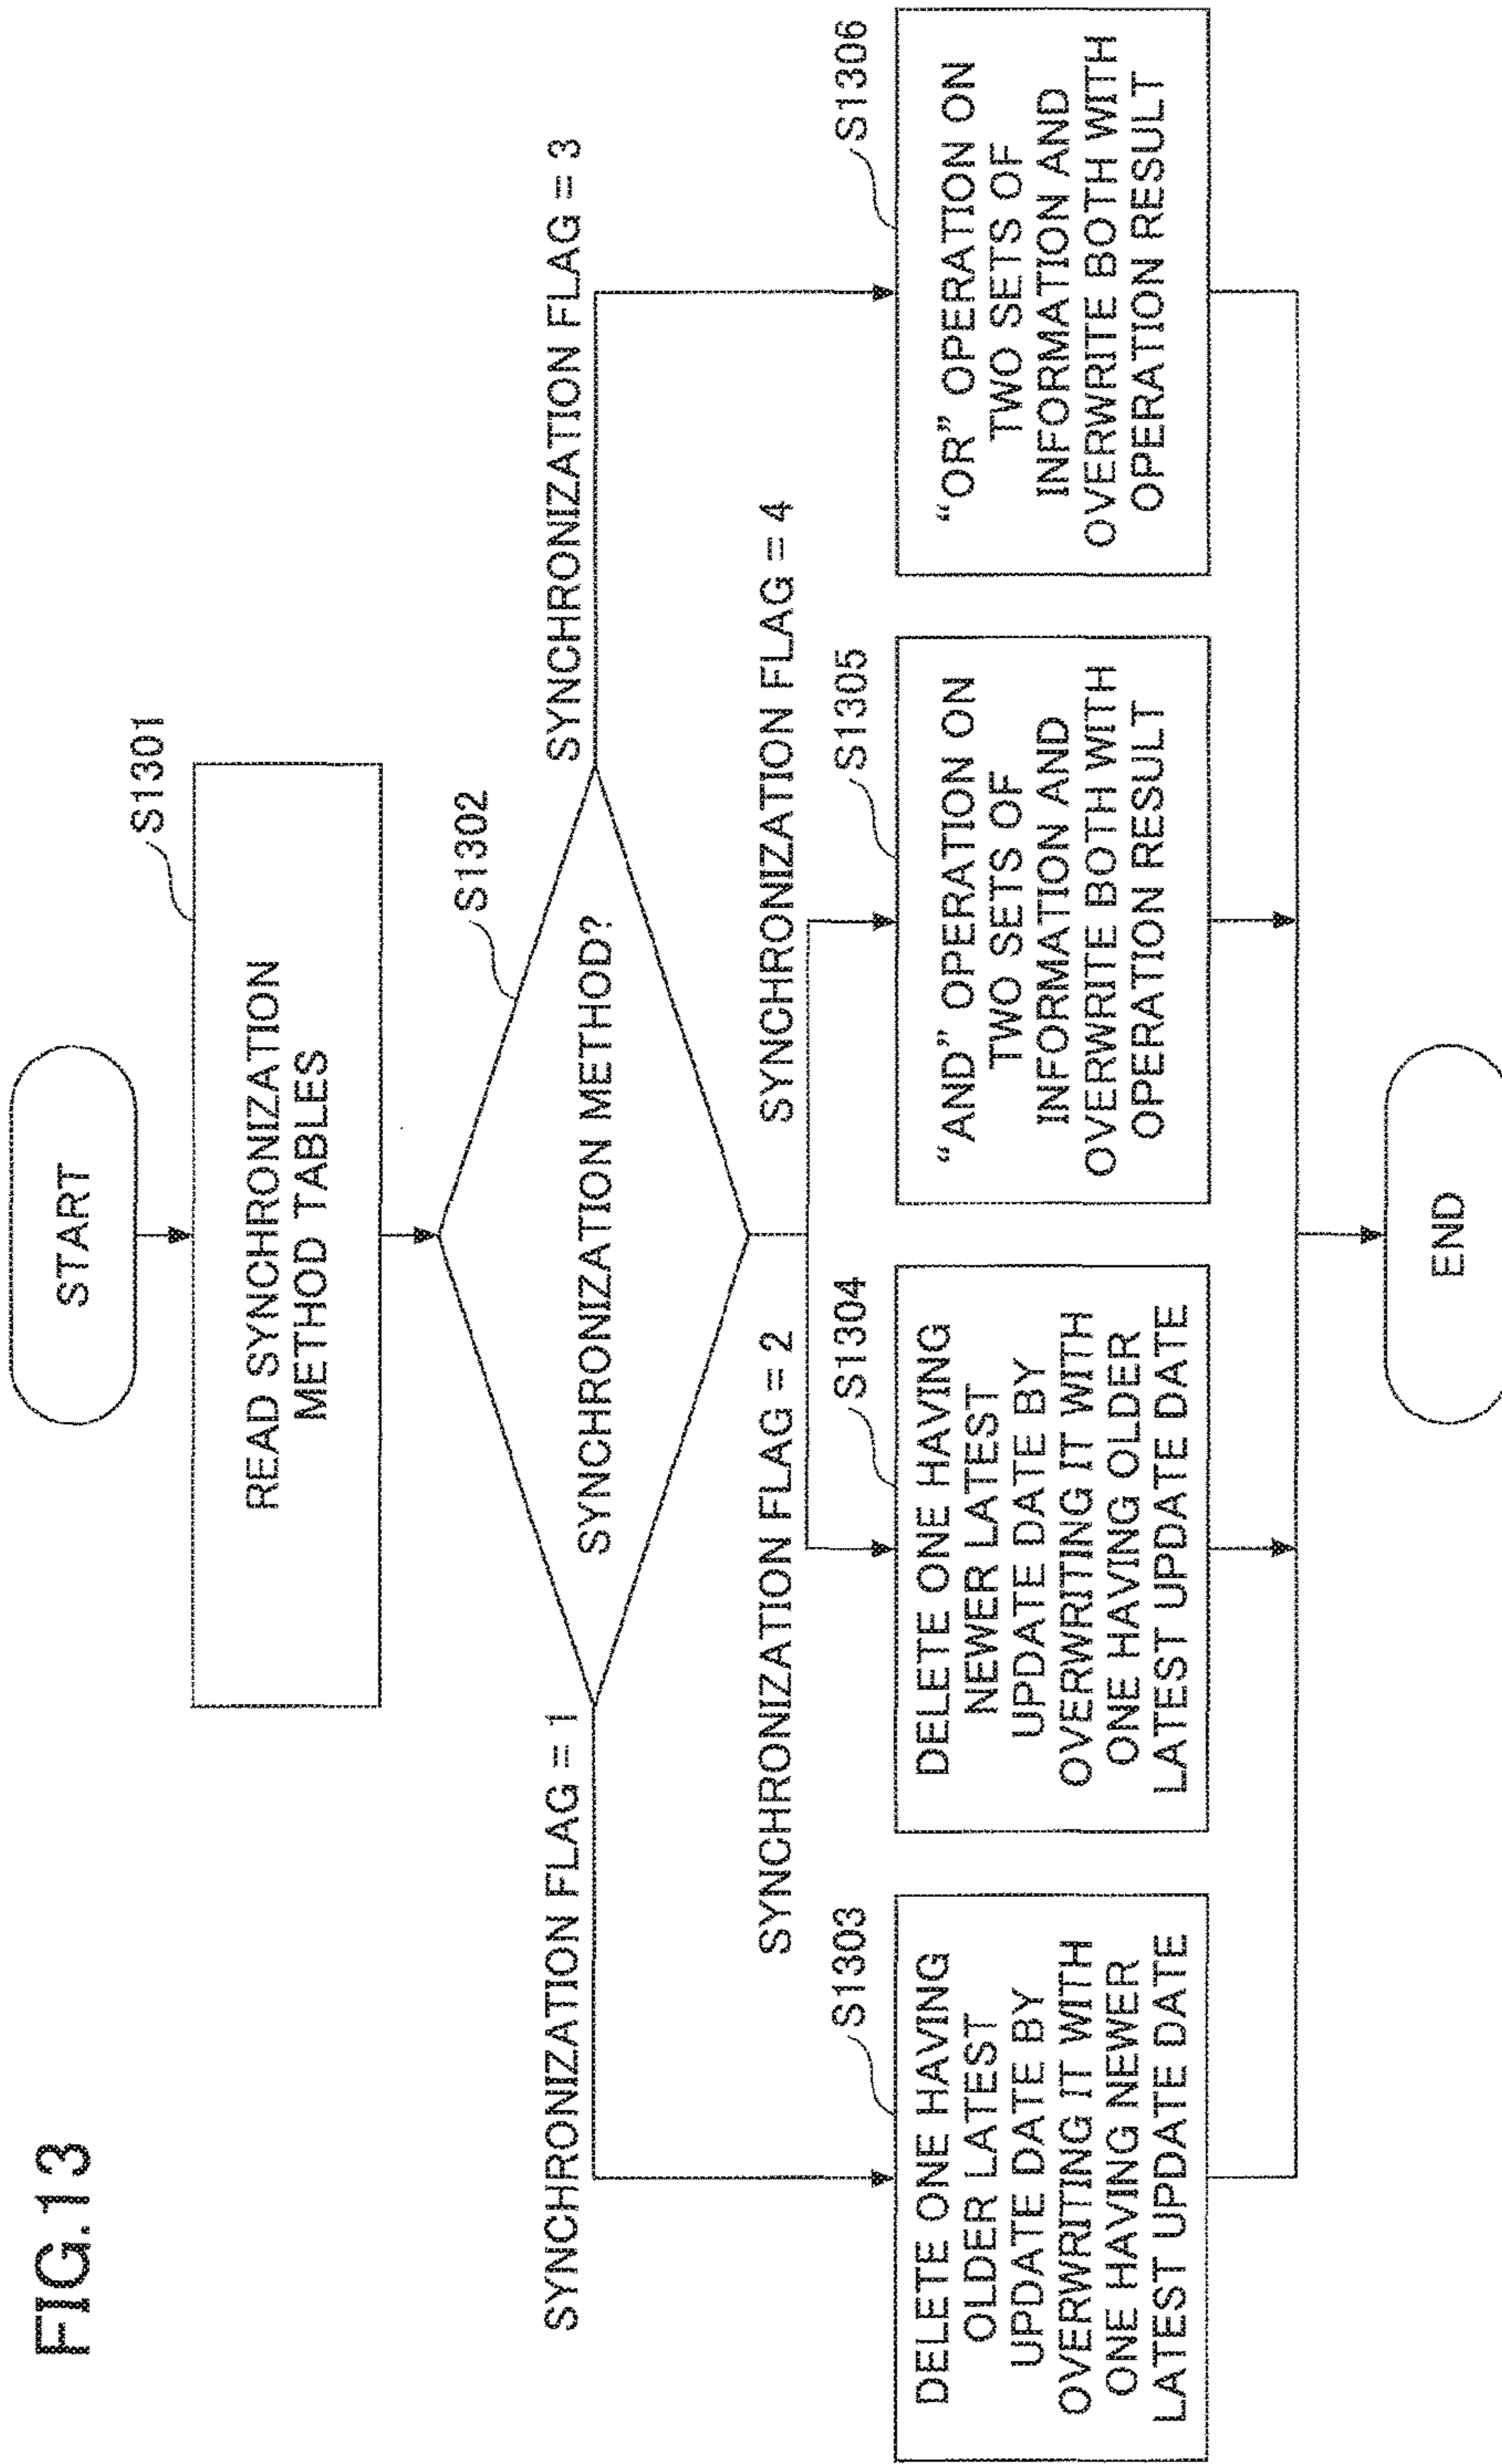 FIG.13
START
S1301
READ SYNCHRONIZATION
METHOD TABLES
S1302
SYNCHRONIZATION METHOD?
SYNCHRONIZATION FLAG = 1
SYNCHRONIZATION FLAG = 3
SYNCHRONIZATION FLAG = 2
SYNCHRONIZATION FLAG = 4
S1303
DELETE ONE HAVING
OLDER LATEST
UPDATE DATE BY
OVERWRITING IT WITH
ONE HAVING NEWER
LATEST UPDATE DATE
S1304
DELETE ONE HAVING
NEWER LATEST
UPDATE DATE BY
OVERWRITING IT WITH
ONE HAVING OLDER
LATEST UPDATE DATE
S1305
“AND” OPERATION ON
TWO SETS OF
INFORMATION AND
OVERWRITE BOTH WITH
OPERATION RESULT
S1306
“OR” OPERATION ON
TWO SETS OF
INFORMATION AND
OVERWRITE BOTH WITH
OPERATION RESULT
END